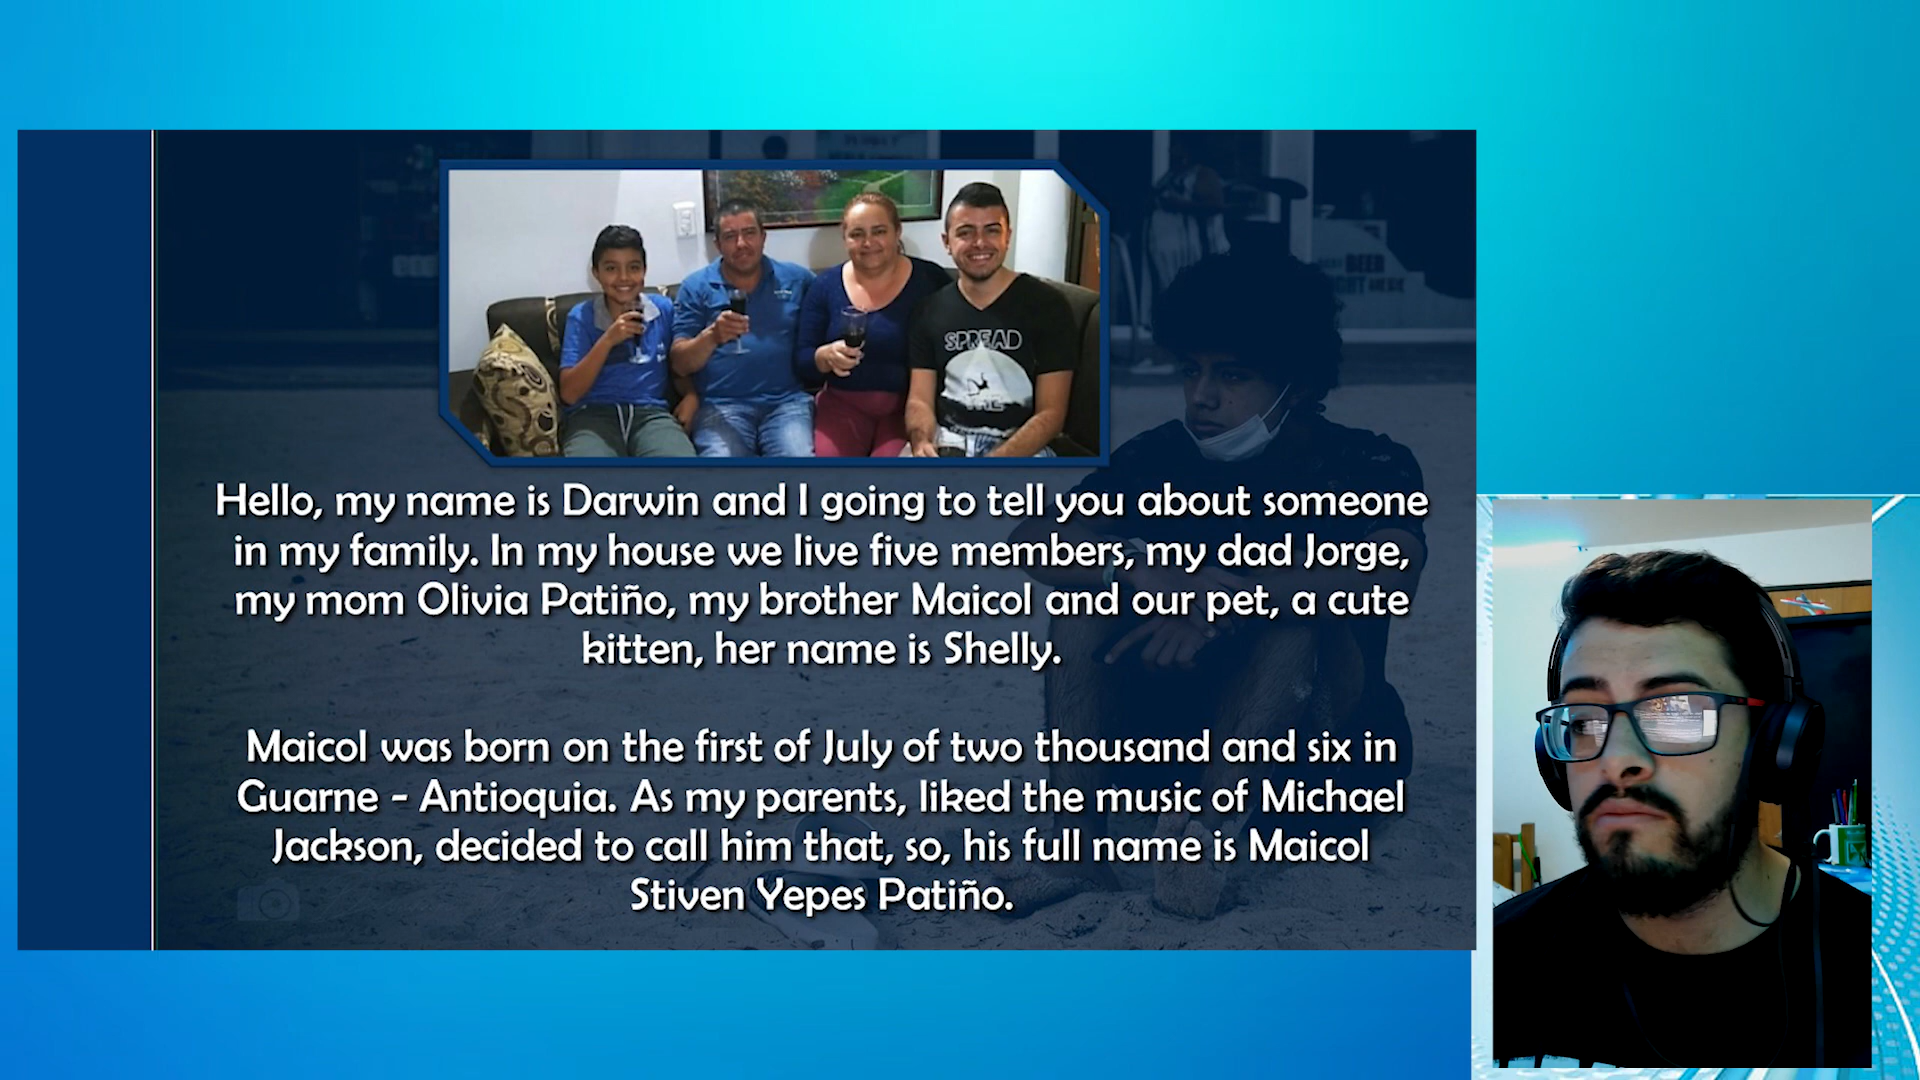 SPREAD
Hello, my name is Darwin and I going to tell you about someone
in my family. In my house we live five members, my dad Jorge,
my mom Olivia Patiño, my brother Maicol and our pet, a cute
kitten, her name is Shelly.
Maicol was born on the first of July of two thousand and six in
Guarne - Antioquia. As my parents, liked the music of Michael
Jackson, decided to call him that, so, his full name is Maicol
Stiven Yepes Patiño.